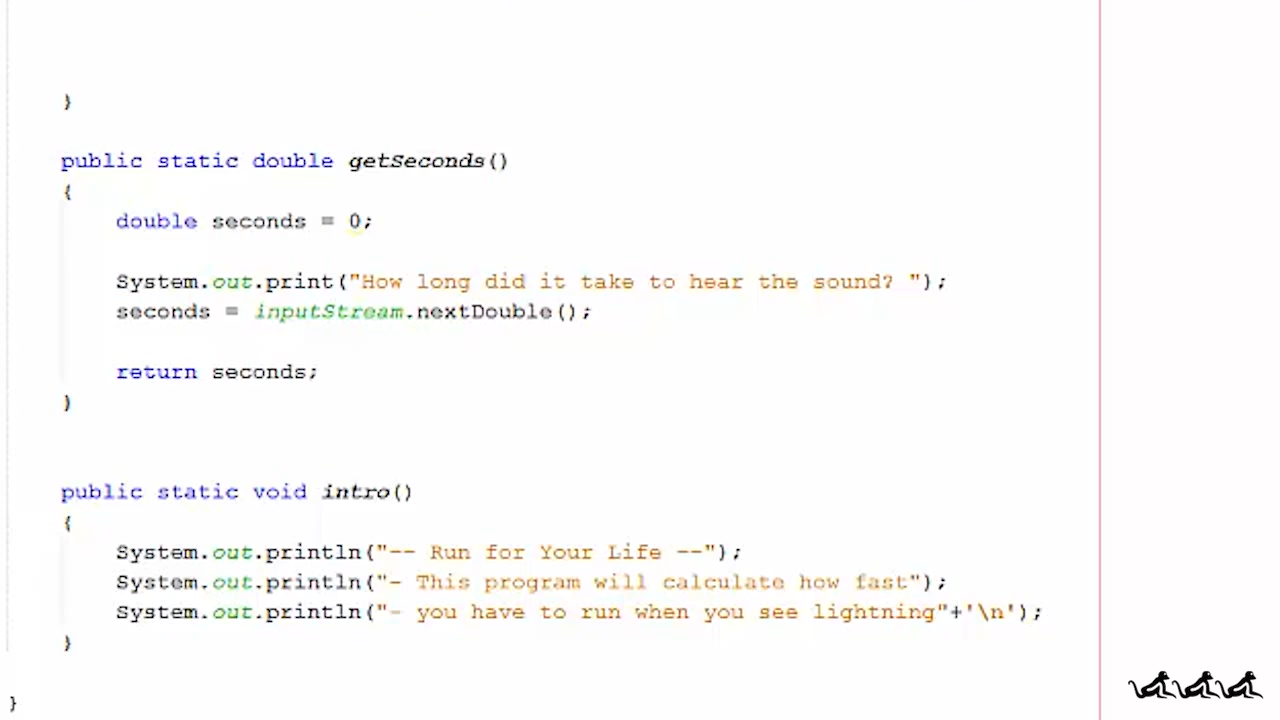 }
public static double getSeconds()
{
double seconds = 0;
System.out.print("How long did it take to hear the sound? ");
seconds = inputStream.nextDouble();
return seconds;
}
public static void intro()
{
System.out.println("-- Run for Your Life --");
System.out.println("- This program will calculate how fast");
System.out.println("- you have to run when you see lightning"+'\n');
}
}